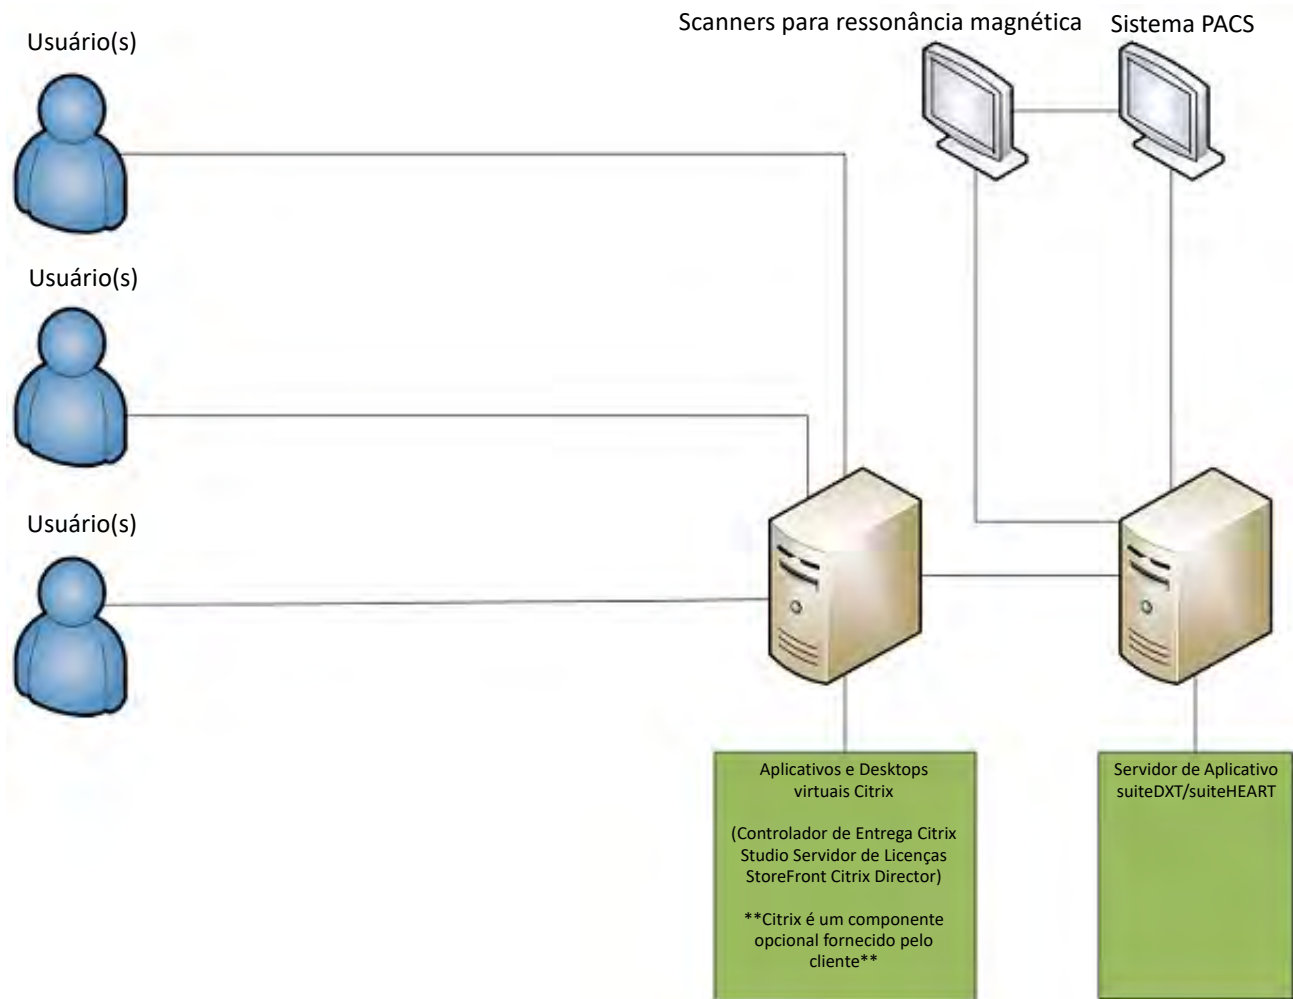 Scanners para ressonância magnética
Sistema PACS
Usuário(s)
Usuário(s)
Usuário(s)
Aplicativos e Desktops
virtuais Citrix
(Controlador de Entrega Citrix
Studio Servidor de Licenças
StoreFront Citrix Director)
**Citrix é um componente
opcional fornecido pelo
cliente**
Servidor de Aplicativo
suiteDXT/suiteHEART